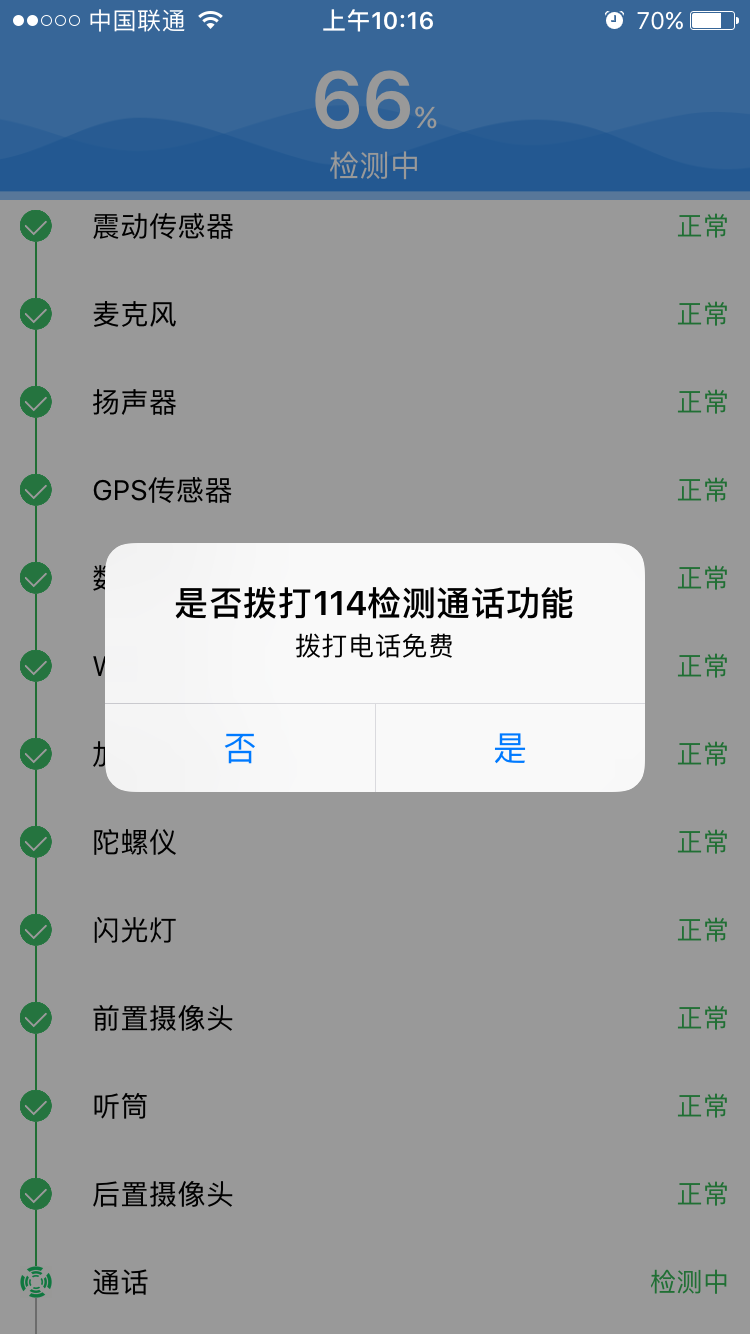 中国联通 上午10:16 70%
66%
检测中
震动传感器 正常
麦克风 正常
扬声器 正常
GPS传感器 正常
正常
是否拨打114检测通话功能
拨打电话免费
正常
否 是
加 正常
陀螺仪 正常
闪光灯 正常
前置摄像头 正常
听筒 正常
后置摄像头 正常
通话 检测中